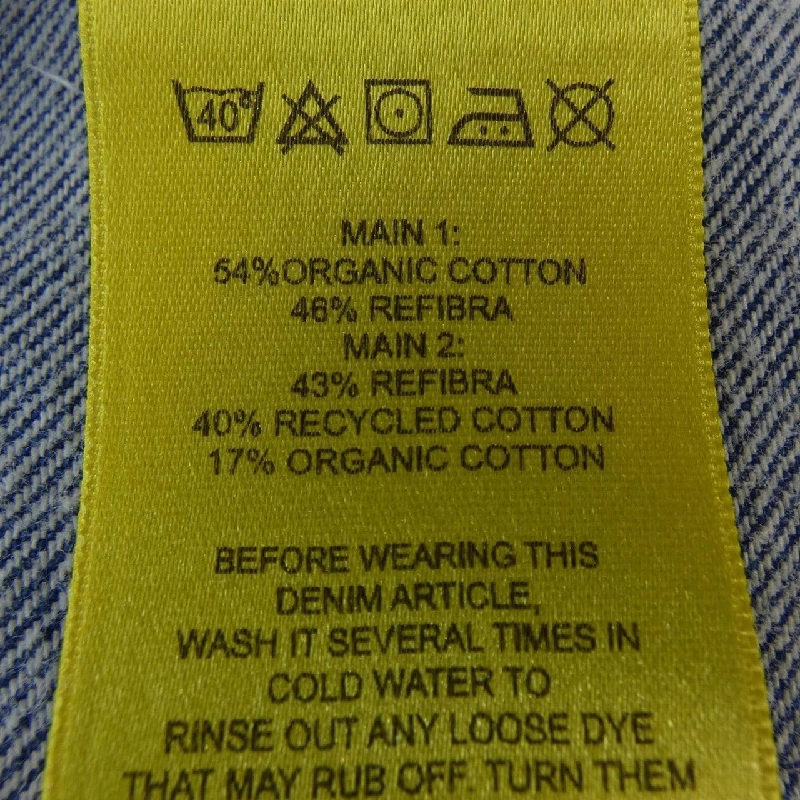 40°
MAIN 1:
54%ORGANIC COTTON
46% REFIBRA
MAIN 2:
43% REFIBRA
40% RECYCLED COTTON
17% ORGANIC COTTON
BEFORE WEARING THIS
DENIM ARTICLE,
WASH IT SEVERAL TIMES IN
COLD WATER TO
RINSE OUT ANY LOOSE DYE
THAT MAY RUB OFF. TURN THEM